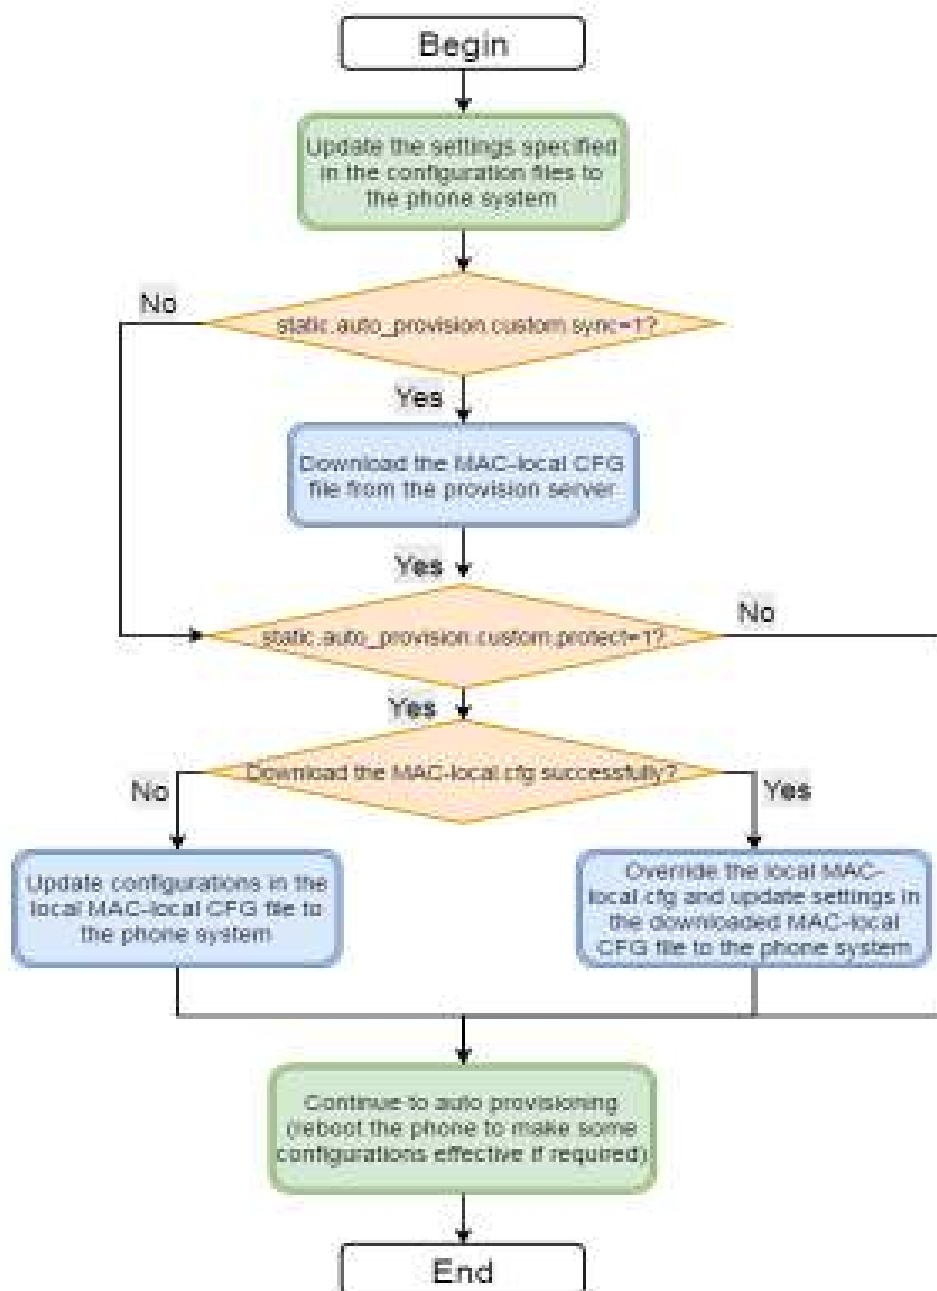 Begin
Update the settings specified
in the configuration files to
the phone system
No
static.auto_provision.custom.sync=1?
Yes
Download the MAC-local CFG
file from the provision server
Yes
No
static.auto_provision.custom.protect=1?
Yes
Download the MAC-local.cfg successfully?
No
Yes
Update configurations in the
local MAC-local CFG file to
the phone system
Override the local MAC-
local.cfg and update settings in
the downloaded MAC-local
CFG file to the phone system
Continue to auto provisioning
(reboot the phone to make some
configurations effective if required)
End